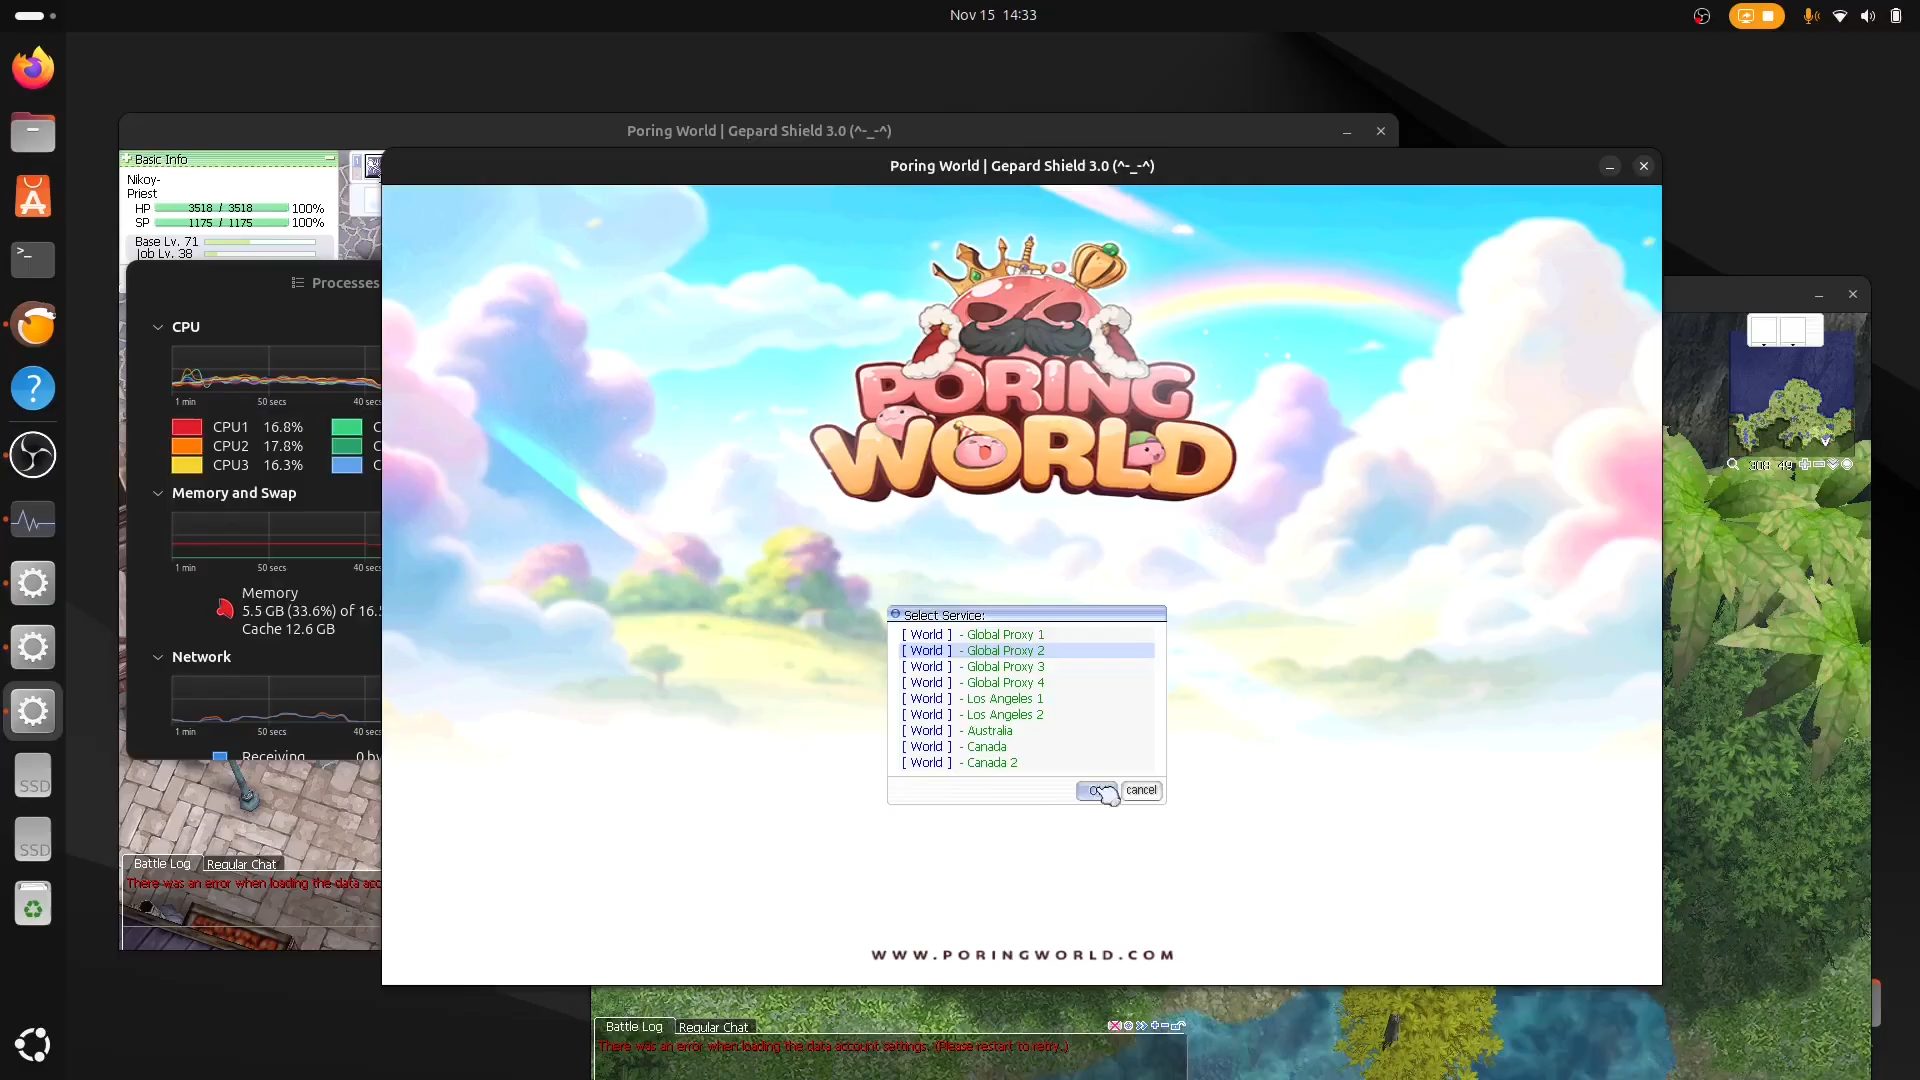 Nov 15 14:33
Poring World | Gepard Shield 3.0 (^-_-^)
Basic Info
Nikoy-
Priest
HP 3518 / 3518 100%
SP 1175 / 1175 100%
Base Lv. 71
Job Lv. 38
Poring World | Gepard Shield 3.0 (^-_-^)
Processes
CPU
1 min 50 secs 40 secs
CPU1 16.8%
CPU2 17.8%
CPU3 16.3%
Memory and Swap
1 min 50 secs 40 secs
Memory
5.5 GB (33.6%) of 16.
Cache 12.6 GB
Network
1 min 50 secs 40 secs
Receiving
PORING
WORLD
Select Service:
[ World ] - Global Proxy 1
[ World ] - Global Proxy 2
[ World ] - Global Proxy 3
[ World ] - Global Proxy 4
[ World ] - Los Angeles 1
[ World ] - Los Angeles 2
[ World ] - Australia
[ World ] - Canada
[ World ] - Canada 2
cancel
WWW.PORINGWORLD.COM
SSD
SSD
Battle Log Regular Chat
There was an error when loading the data
308 49
Battle Log Regular Chat
There was an error when loading the data account settings. (Please restart to retry.)